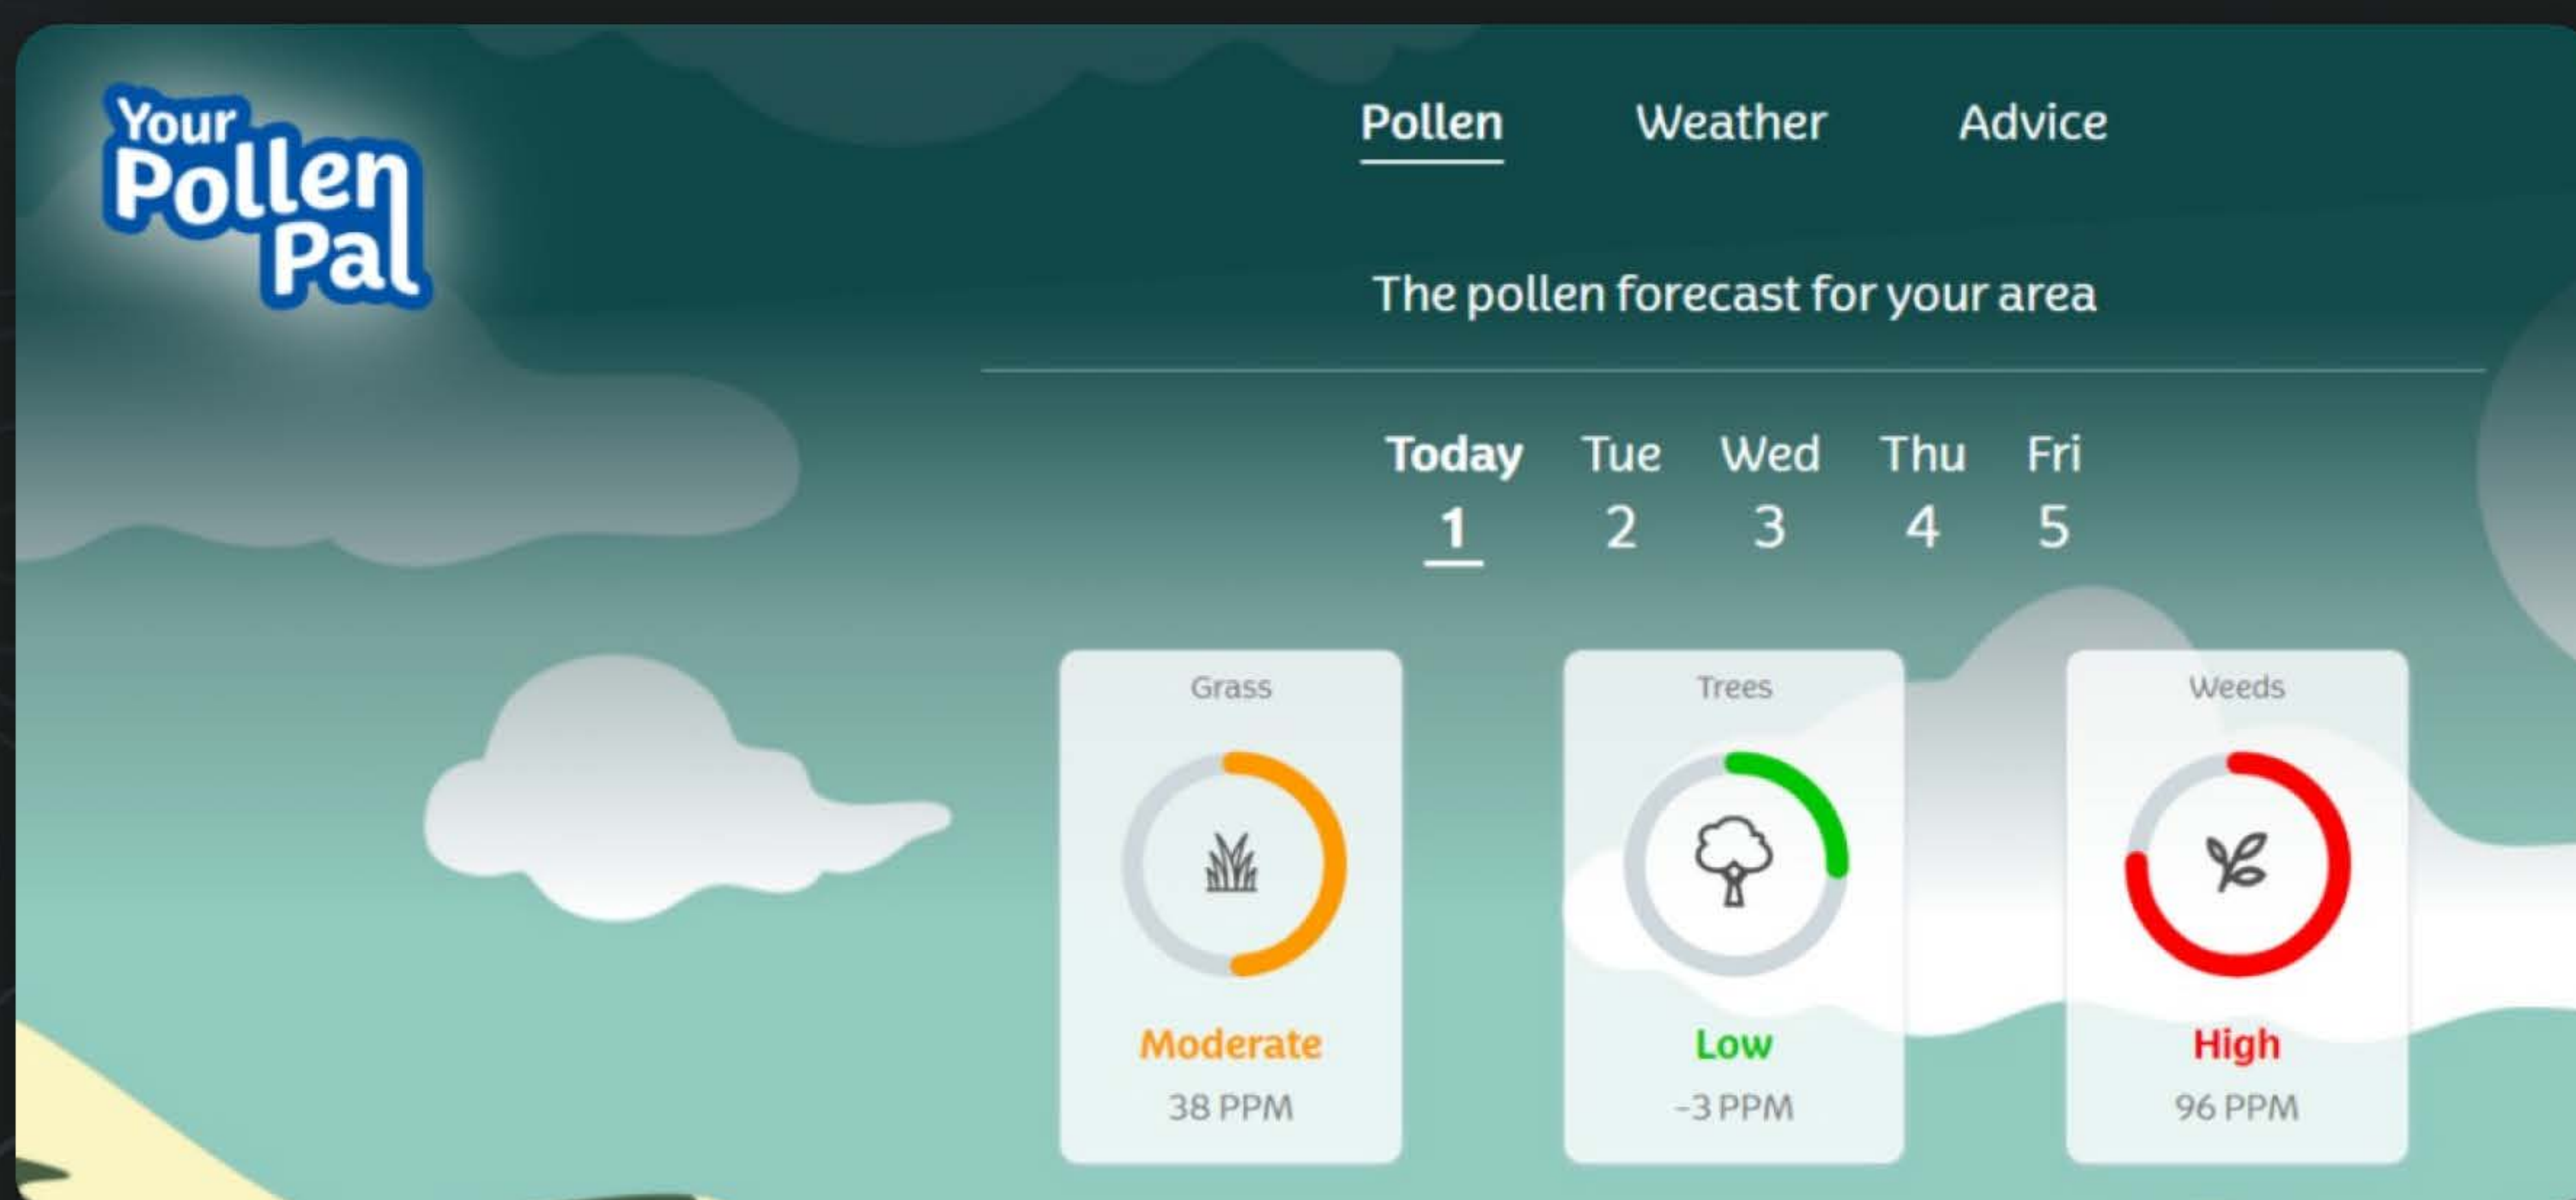 Your
Pollen
Pal
Pollen Weather Advice
The pollen forecast for your area
Today Tue Wed Thu Fri
1 2 3 4 5
Grass Trees Weeds
Moderate Low High
38 PPM -3 PPM 96 PPM